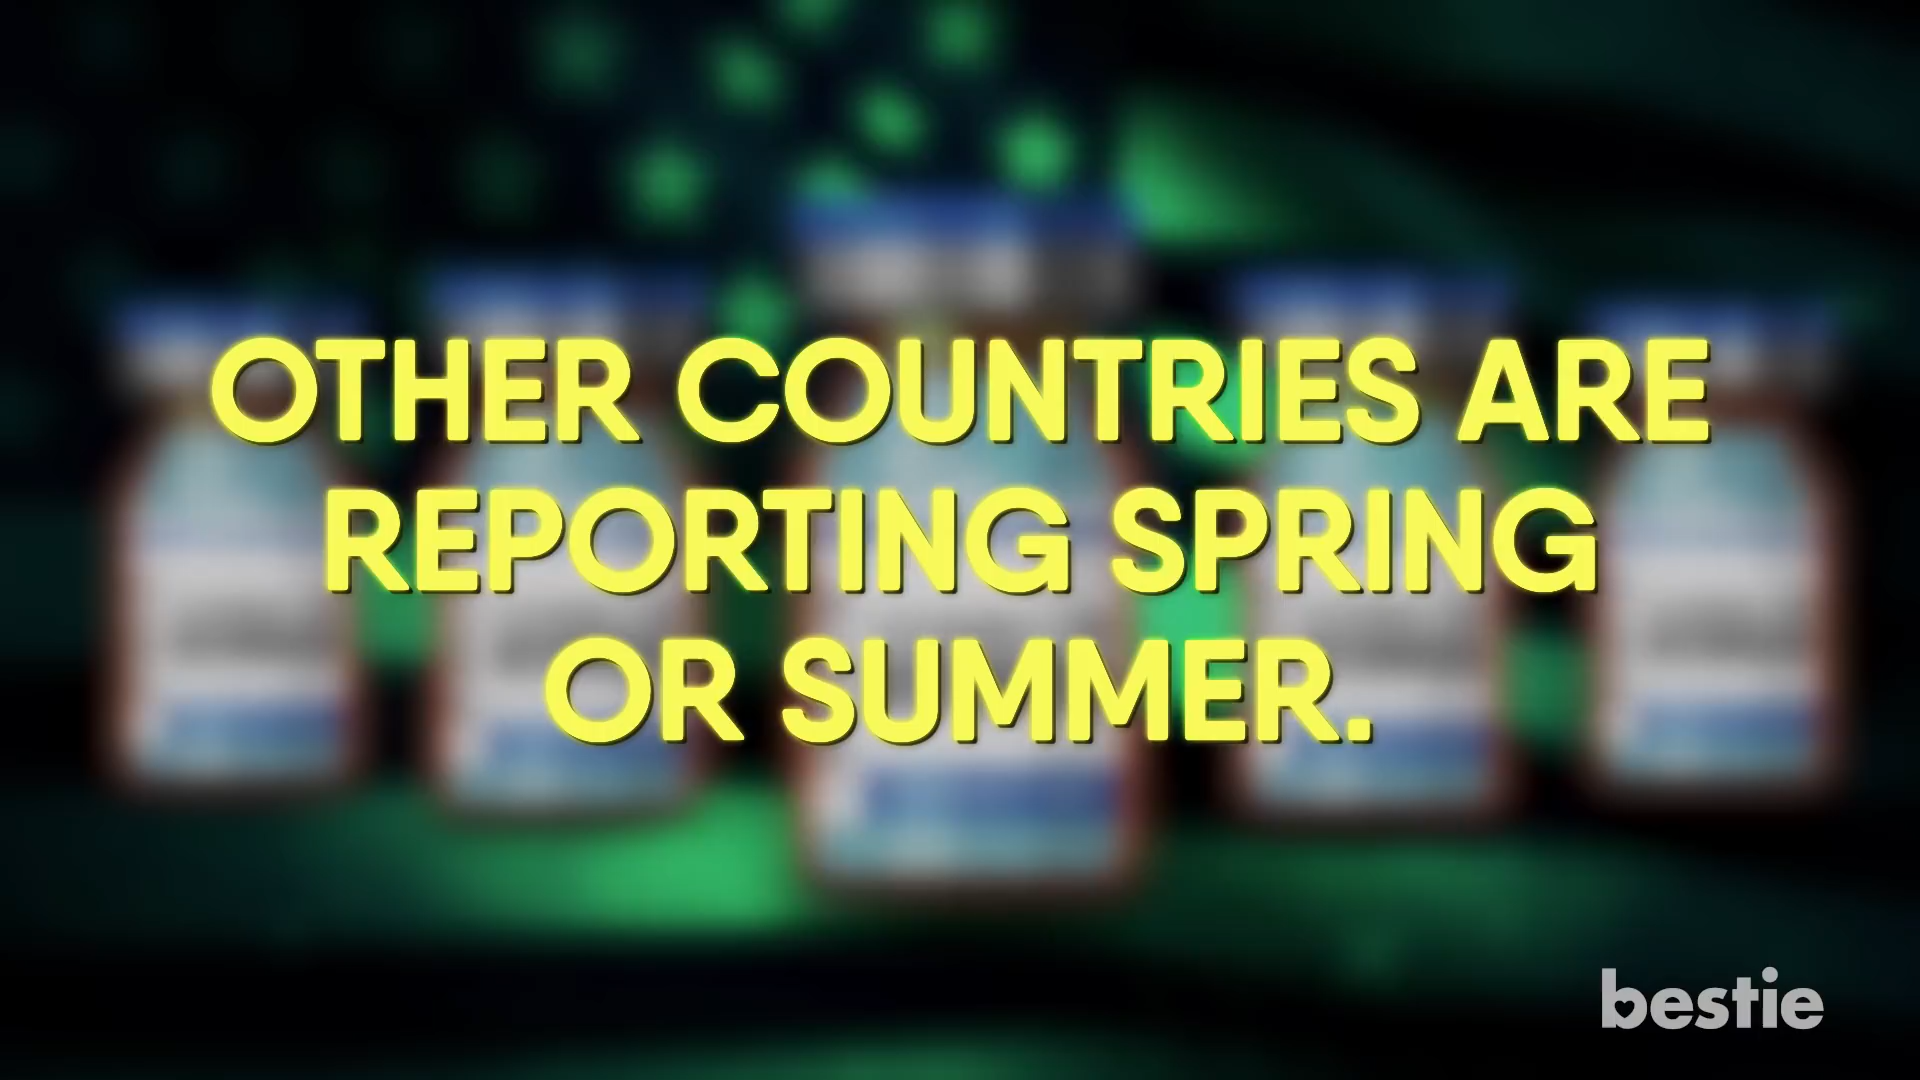 OTHER COUNTRIES ARE
REPORTING SPRING
OR SUMMER.
bestie